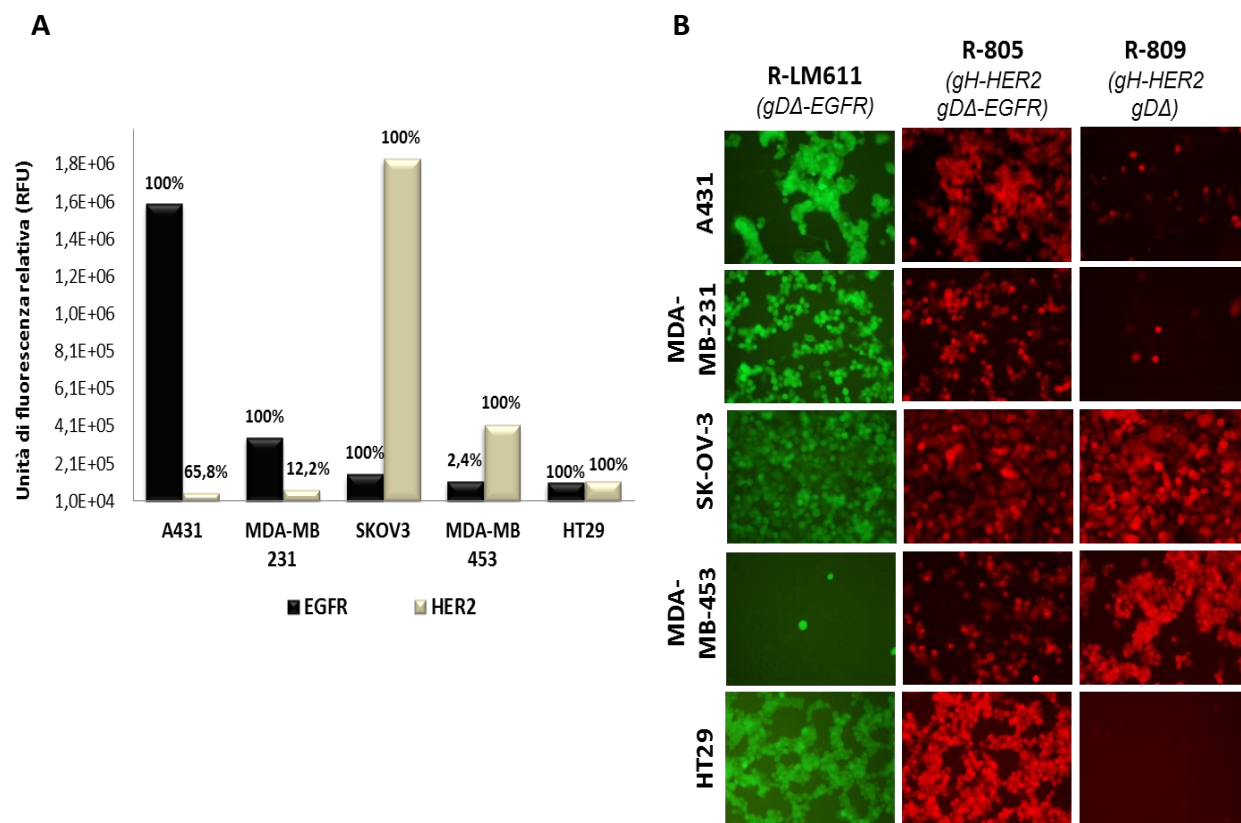 A
Unità di fluorescenza relativa (RFU)
1,8E+06
1,6E+06
1,4E+06
1,2E+06
1,0E+06
8,1E+05
6,1E+05
4,1E+05
2,1E+05
1,0E+04
100%
65,8%
100%
12,2%
100%
100%
2,4%
100%
100%
100%
A431
MDA-MB
231
SKOV3
MDA-MB
453
HT29
EGFR
HER2
B
R-LM611
(gDΔ-EGFR)
R-805
(gH-HER2
gDΔ-EGFR)
R-809
(gH-HER2
gDΔ)
A431
MDA-
MB-231
SK-OV-3
MDA-
MB-453
HT29